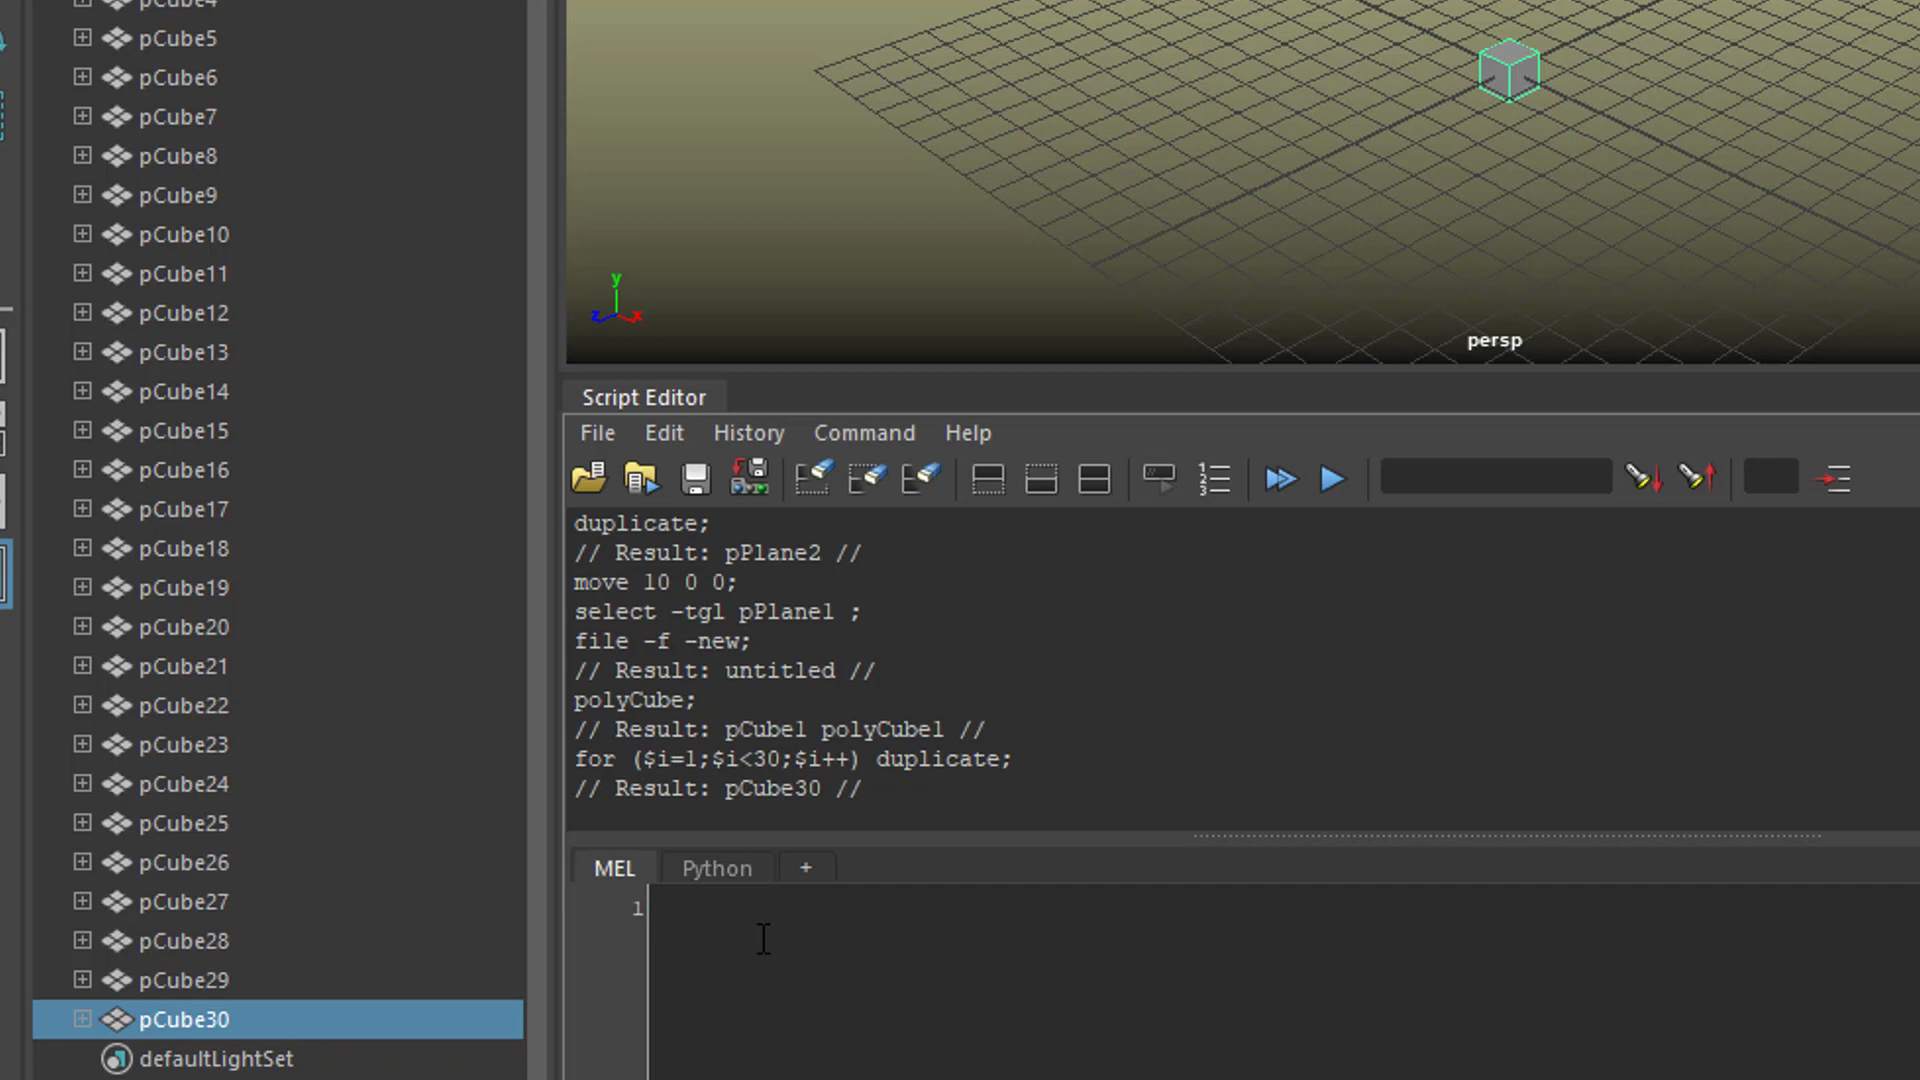 pCube4
pCube5
pCube6
pCube7
pCube8
pCube9
pCube10
pCube11
pCube12
pCube13
pCube14
pCube15
pCube16
pCube17
pCube18
pCube19
pCube20
pCube21
pCube22
pCube23
pCube24
pCube25
pCube26
pCube27
pCube28
pCube29
pCube30
defaultLightSet
y
z
x
persp
Script Editor
File Edit History Command Help
duplicate;
// Result: pPlane2 //
move 10 0 0;
select -tgl pPlane1 ;
file -f -new;
// Result: untitled //
polyCube;
// Result: pCube1 polyCube1 //
for ($i=1;$i<30;$i++) duplicate;
// Result: pCube30 //
MEL Python +
1